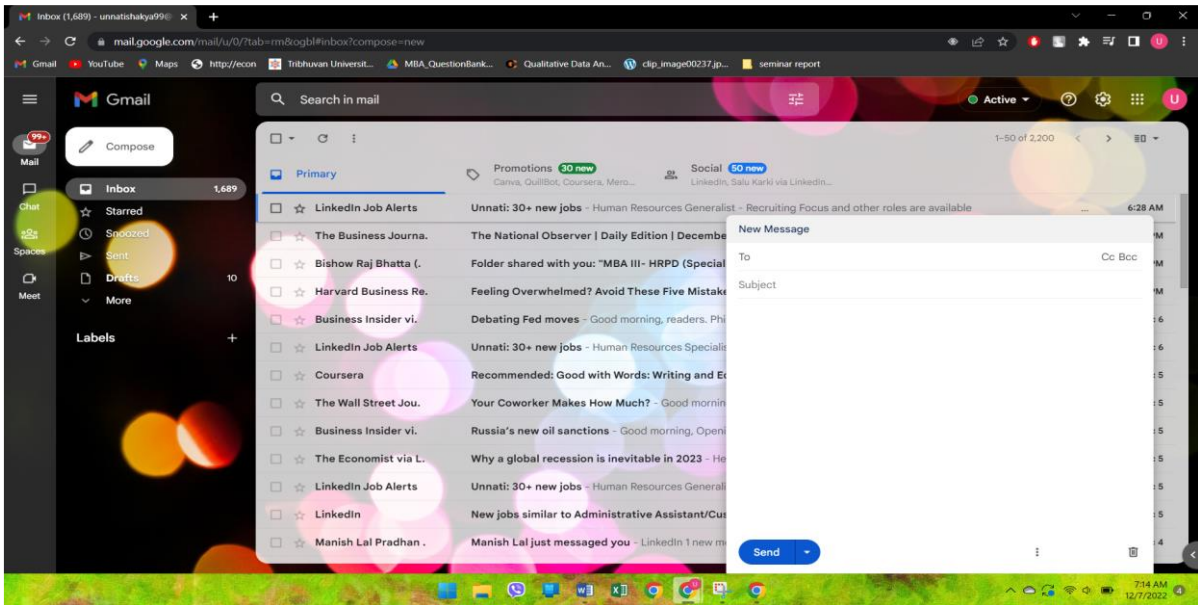 Inbox (1,689) - unnatishakya99
mail.google.com/mail/u/0/?tab=rm&ogbl#inbox?compose=new
Gmail YouTube Maps http://econ Tribhuvan Universit... MBA_QuestionBank... Qualitative Data An... clip_image00237.jp... seminar report
Gmail
Search in mail
Active
U
99+
Mail
Chat
Spaces
Meet
Compose
Inbox 1,689
Starred
Snoozed
Sent
Drafts 10
More
Labels +
1-50 of 2,200
Primary
Promotions 30 new
Canva, QuillBot, Coursera, Mero...
Social 50 new
LinkedIn, Salu Karki via LinkedIn...
LinkedIn Job Alerts Unnati: 30+ new jobs - Human Resources Generalist - Recruiting Focus and other roles are available ... 6:28 AM
The Business Journa. The National Observer | Daily Edition | Decembe
Bishow Raj Bhatta (. Folder shared with you: "MBA III- HRPD (Special
Harvard Business Re. Feeling Overwhelmed? Avoid These Five Mistake
Business Insider vi. Debating Fed moves - Good morning, readers. Phi
LinkedIn Job Alerts Unnati: 30+ new jobs - Human Resources Specialis
Coursera Recommended: Good with Words: Writing and Ed
The Wall Street Jou. Your Coworker Makes How Much? - Good mornin
Business Insider vi. Russia's new oil sanctions - Good morning, Openi
The Economist via L. Why a global recession is inevitable in 2023 - He
LinkedIn Job Alerts Unnati: 30+ new jobs - Human Resources Generali
LinkedIn New jobs similar to Administrative Assistant/Cus
Manish Lal Pradhan . Manish Lal just messaged you - LinkedIn 1 new m
New Message
To Cc Bcc
Subject
Send
7:14 AM
12/7/2022